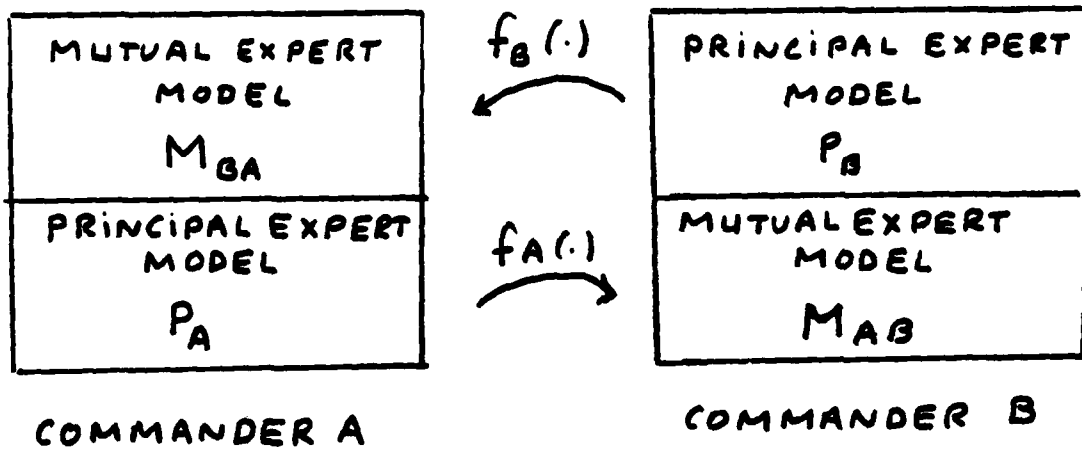 MUTUAL EXPERT
MODEL
M_BA
PRINCIPAL EXPERT
MODEL
P_A
COMMANDER A
f_B (·)
f_A (·)
PRINCIPAL EXPERT
MODEL
P_B
MUTUAL EXPERT
MODEL
M_AB
COMMANDER B